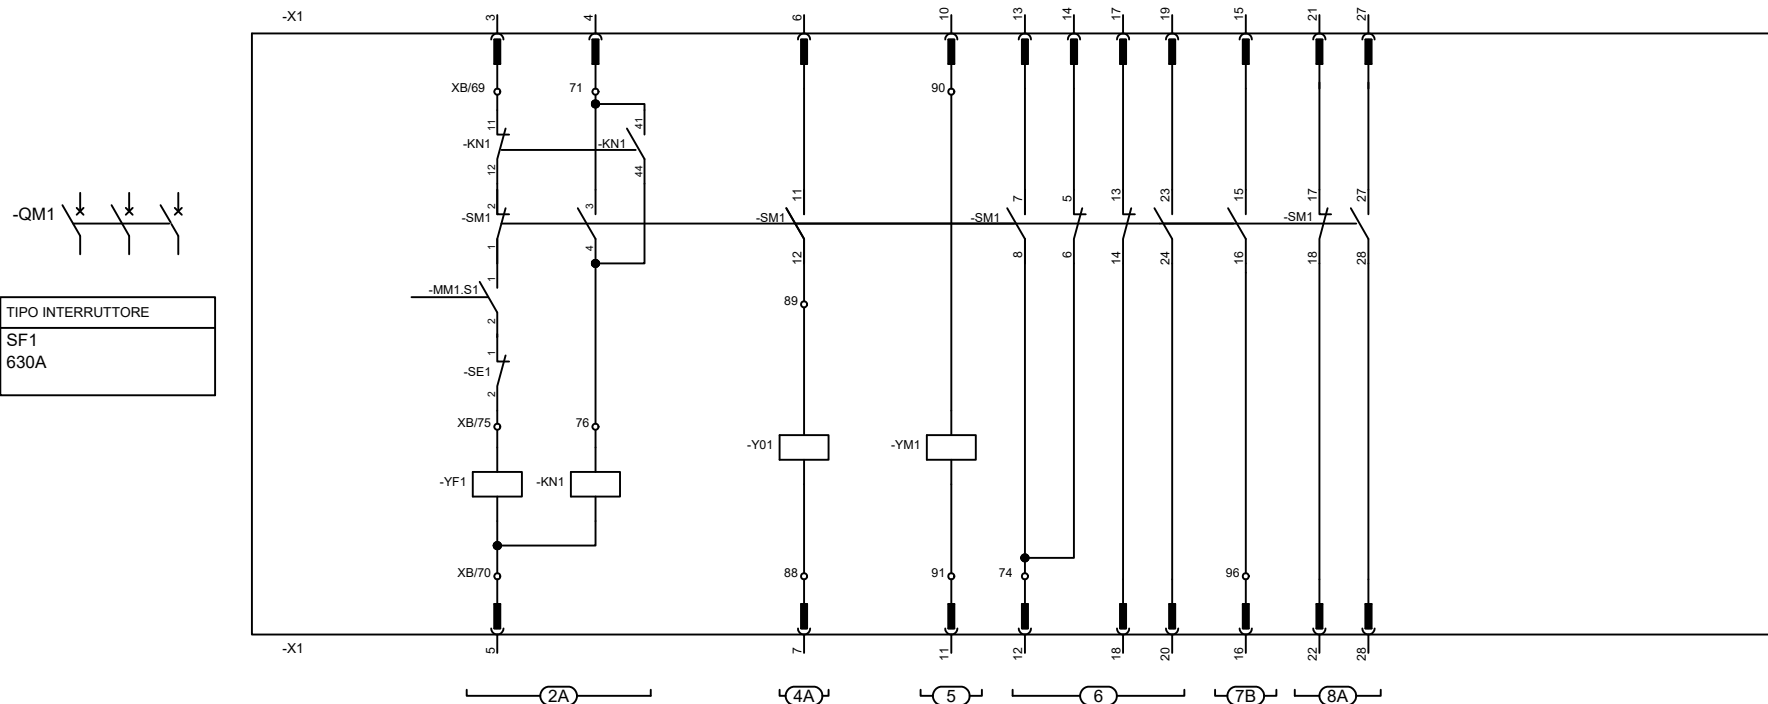 -X1 3 4 6 10 13 14 17 19 15 21 27
XB/69 71 90
11 41
-KN1 -KN1
12 44
2 3 11 7 5 13 23 15 17 27
-QM1
-SM1 -SM1 -SM1 -SM1
1 4 12 8 6 14 24 16 18 28
1
-MM1.S1 89
2
TIPO INTERRUTTORE
SF1
630A
1
-SE1
2
XB/75 76
-Y01 -YM1
-YF1 -KN1
XB/70 88 91 74 96
-X1 5 7 11 12 18 20 16 22 28
2A 4A 5 6 7B 8A